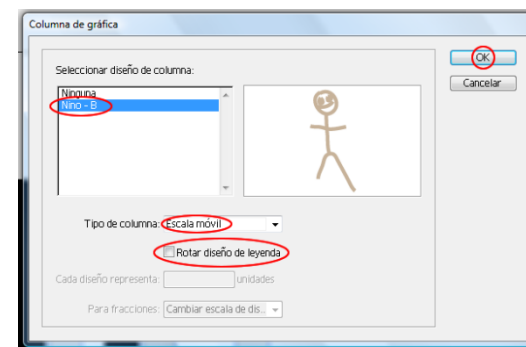 Columna de gráfica
Seleccionar diseño de columna:
Ninguna
Nino - B
OK
Cancelar
Tipo de columna: Escala móvil
Rotar diseño de leyenda
Cada diseño representa: unidades
Para fracciones: Cambiar escala de dis...